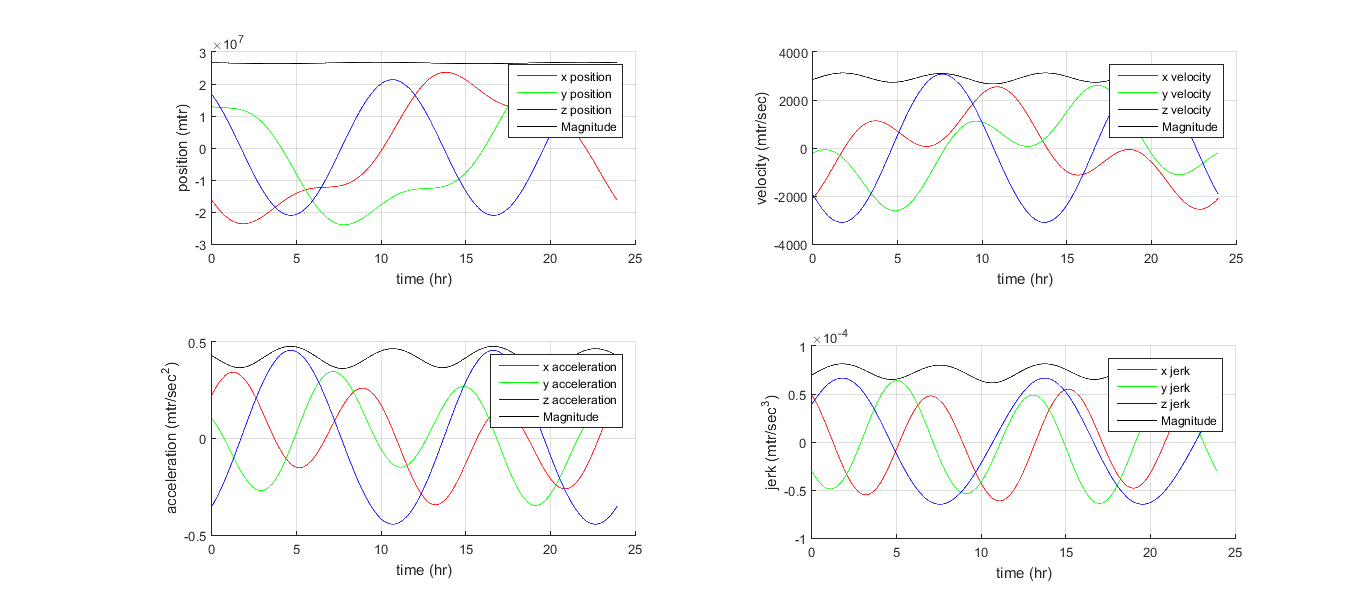 ×10^7
3
2
1
0
-1
-2
-3
position (mtr)
0 5 10 15 20 25
time (hr)
x position
y position
z position
Magnitude
4000
2000
0
-2000
-4000
velocity (mtr/sec)
0 5 10 15 20 25
time (hr)
x velocity
y velocity
z velocity
Magnitude
0.5
0
-0.5
acceleration (mtr/sec^2)
0 5 10 15 20 25
time (hr)
x acceleration
y acceleration
z acceleration
Magnitude
×10^-4
1
0.5
0
-0.5
-1
jerk (mtr/sec^3)
0 5 10 15 20 25
time (hr)
x jerk
y jerk
z jerk
Magnitude